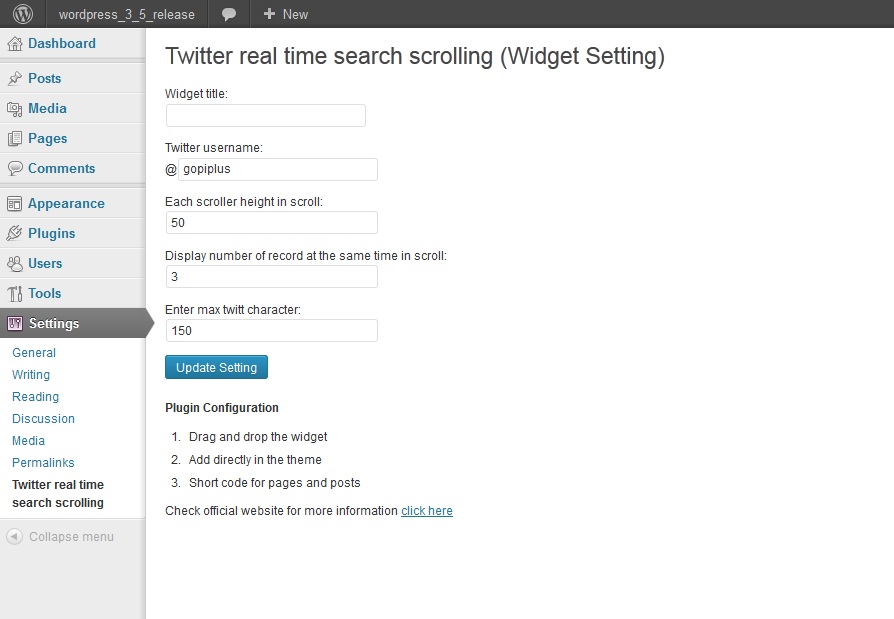 wordpress_3_5_release
New
Dashboard
Posts
Media
Pages
Comments
Appearance
Plugins
Users
Tools
Settings
General
Writing
Reading
Discussion
Media
Permalinks
Twitter real time
search scrolling
Collapse menu
Twitter real time search scrolling (Widget Setting)
Widget title:
Twitter username:
@ gopiplus
Each scroller height in scroll:
50
Display number of record at the same time in scroll:
3
Enter max twitt character:
150
Update Setting
Plugin Configuration
1. Drag and drop the widget
2. Add directly in the theme
3. Short code for pages and posts
Check official website for more information click here